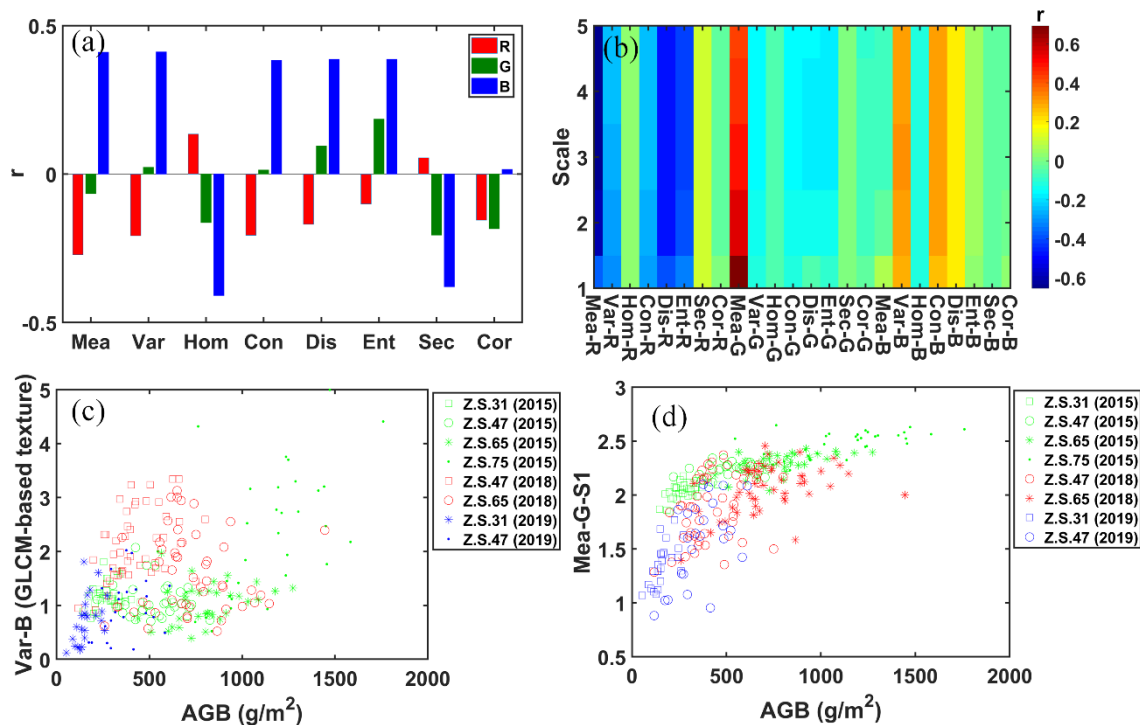 (a)
0.5
0
-0.5
r
R
G
B
Mea Var Hom Con Dis Ent Sec Cor
(b)
5
4
3
2
1
Scale
Mea-R
Var-R
Hom-R
Con-R
Dis-R
Ent-R
Sec-R
Cor-R
Mea-G
Var-G
Hom-G
Con-G
Dis-G
Ent-G
Sec-G
Cor-G
Mea-B
Var-B
Hom-B
Con-B
Dis-B
Ent-B
Sec-B
Cor-B
r
0.6
0.4
0.2
0
-0.2
-0.4
-0.6
(c)
5
4
3
2
1
0
Var-B (GLCM-based texture)
0 500 1000 1500 2000
AGB (g/m²)
Z.S.31 (2015)
Z.S.47 (2015)
Z.S.65 (2015)
Z.S.75 (2015)
Z.S.47 (2018)
Z.S.65 (2018)
Z.S.31 (2019)
Z.S.47 (2019)
(d)
3
2.5
2
1.5
1
0.5
Mea-G-S1
0 500 1000 1500 2000
AGB (g/m²)
Z.S.31 (2015)
Z.S.47 (2015)
Z.S.65 (2015)
Z.S.75 (2015)
Z.S.47 (2018)
Z.S.65 (2018)
Z.S.31 (2019)
Z.S.47 (2019)